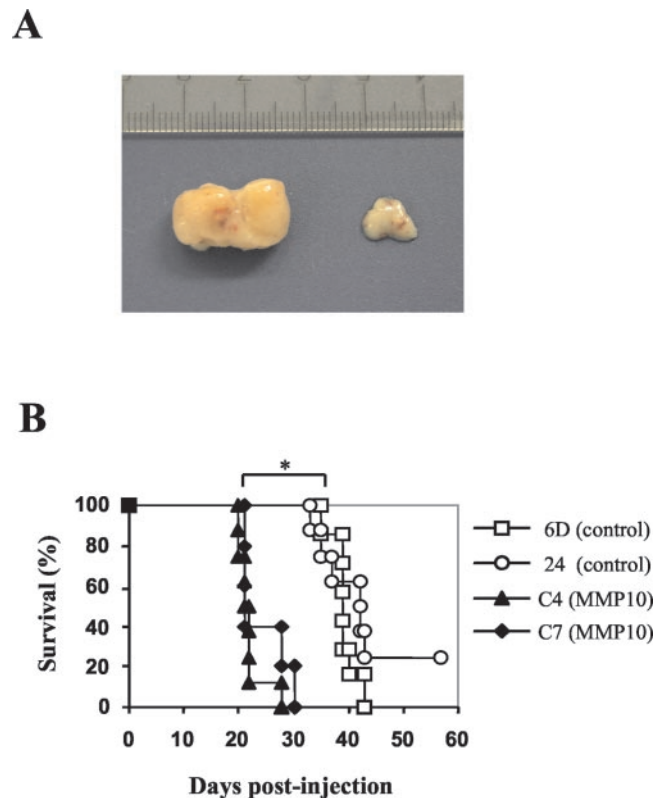 A
B
*
100
80
60
40
20
0
Survival (%)
0 10 20 30 40 50 60
Days post-injection
6D (control)
24 (control)
C4 (MMP10)
C7 (MMP10)